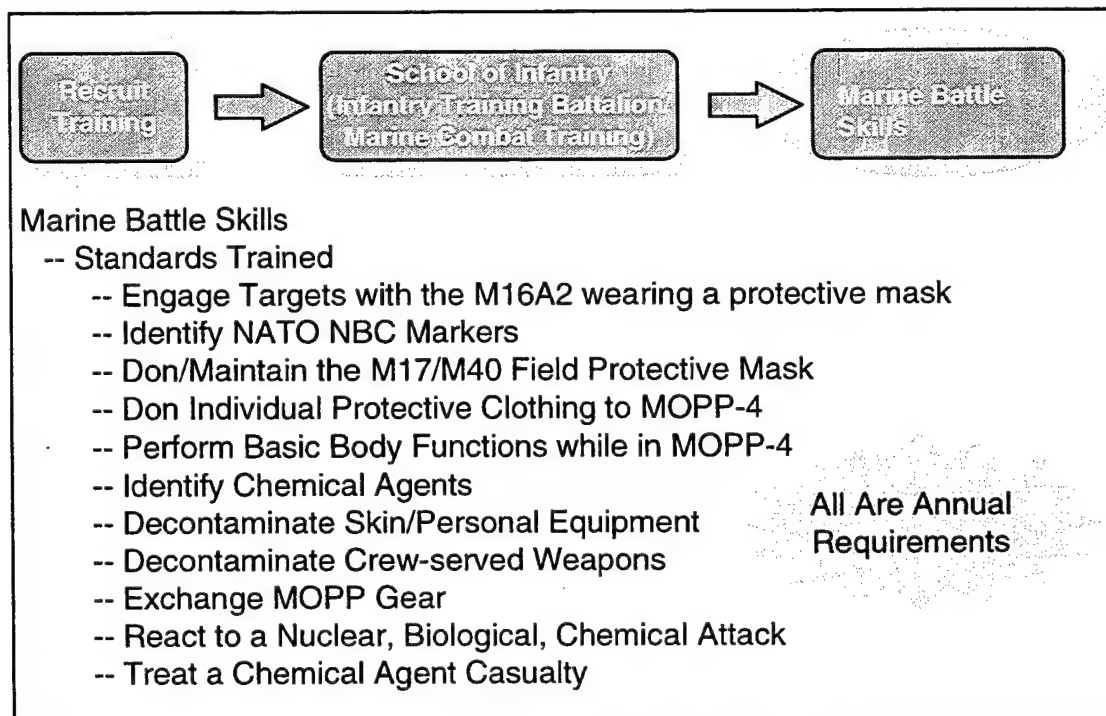 Recruit
Training
School of Infantry
(Infantry Training Battalion/
Marine Combat Training)
Marine Battle
Skills
Marine Battle Skills
-- Standards Trained
-- Engage Targets with the M16A2 wearing a protective mask
-- Identify NATO NBC Markers
-- Don/Maintain the M17/M40 Field Protective Mask
-- Don Individual Protective Clothing to MOPP-4
-- Perform Basic Body Functions while in MOPP-4
-- Identify Chemical Agents
-- Decontaminate Skin/Personal Equipment
-- Decontaminate Crew-served Weapons
-- Exchange MOPP Gear
-- React to a Nuclear, Biological, Chemical Attack
-- Treat a Chemical Agent Casualty
All Are Annual
Requirements